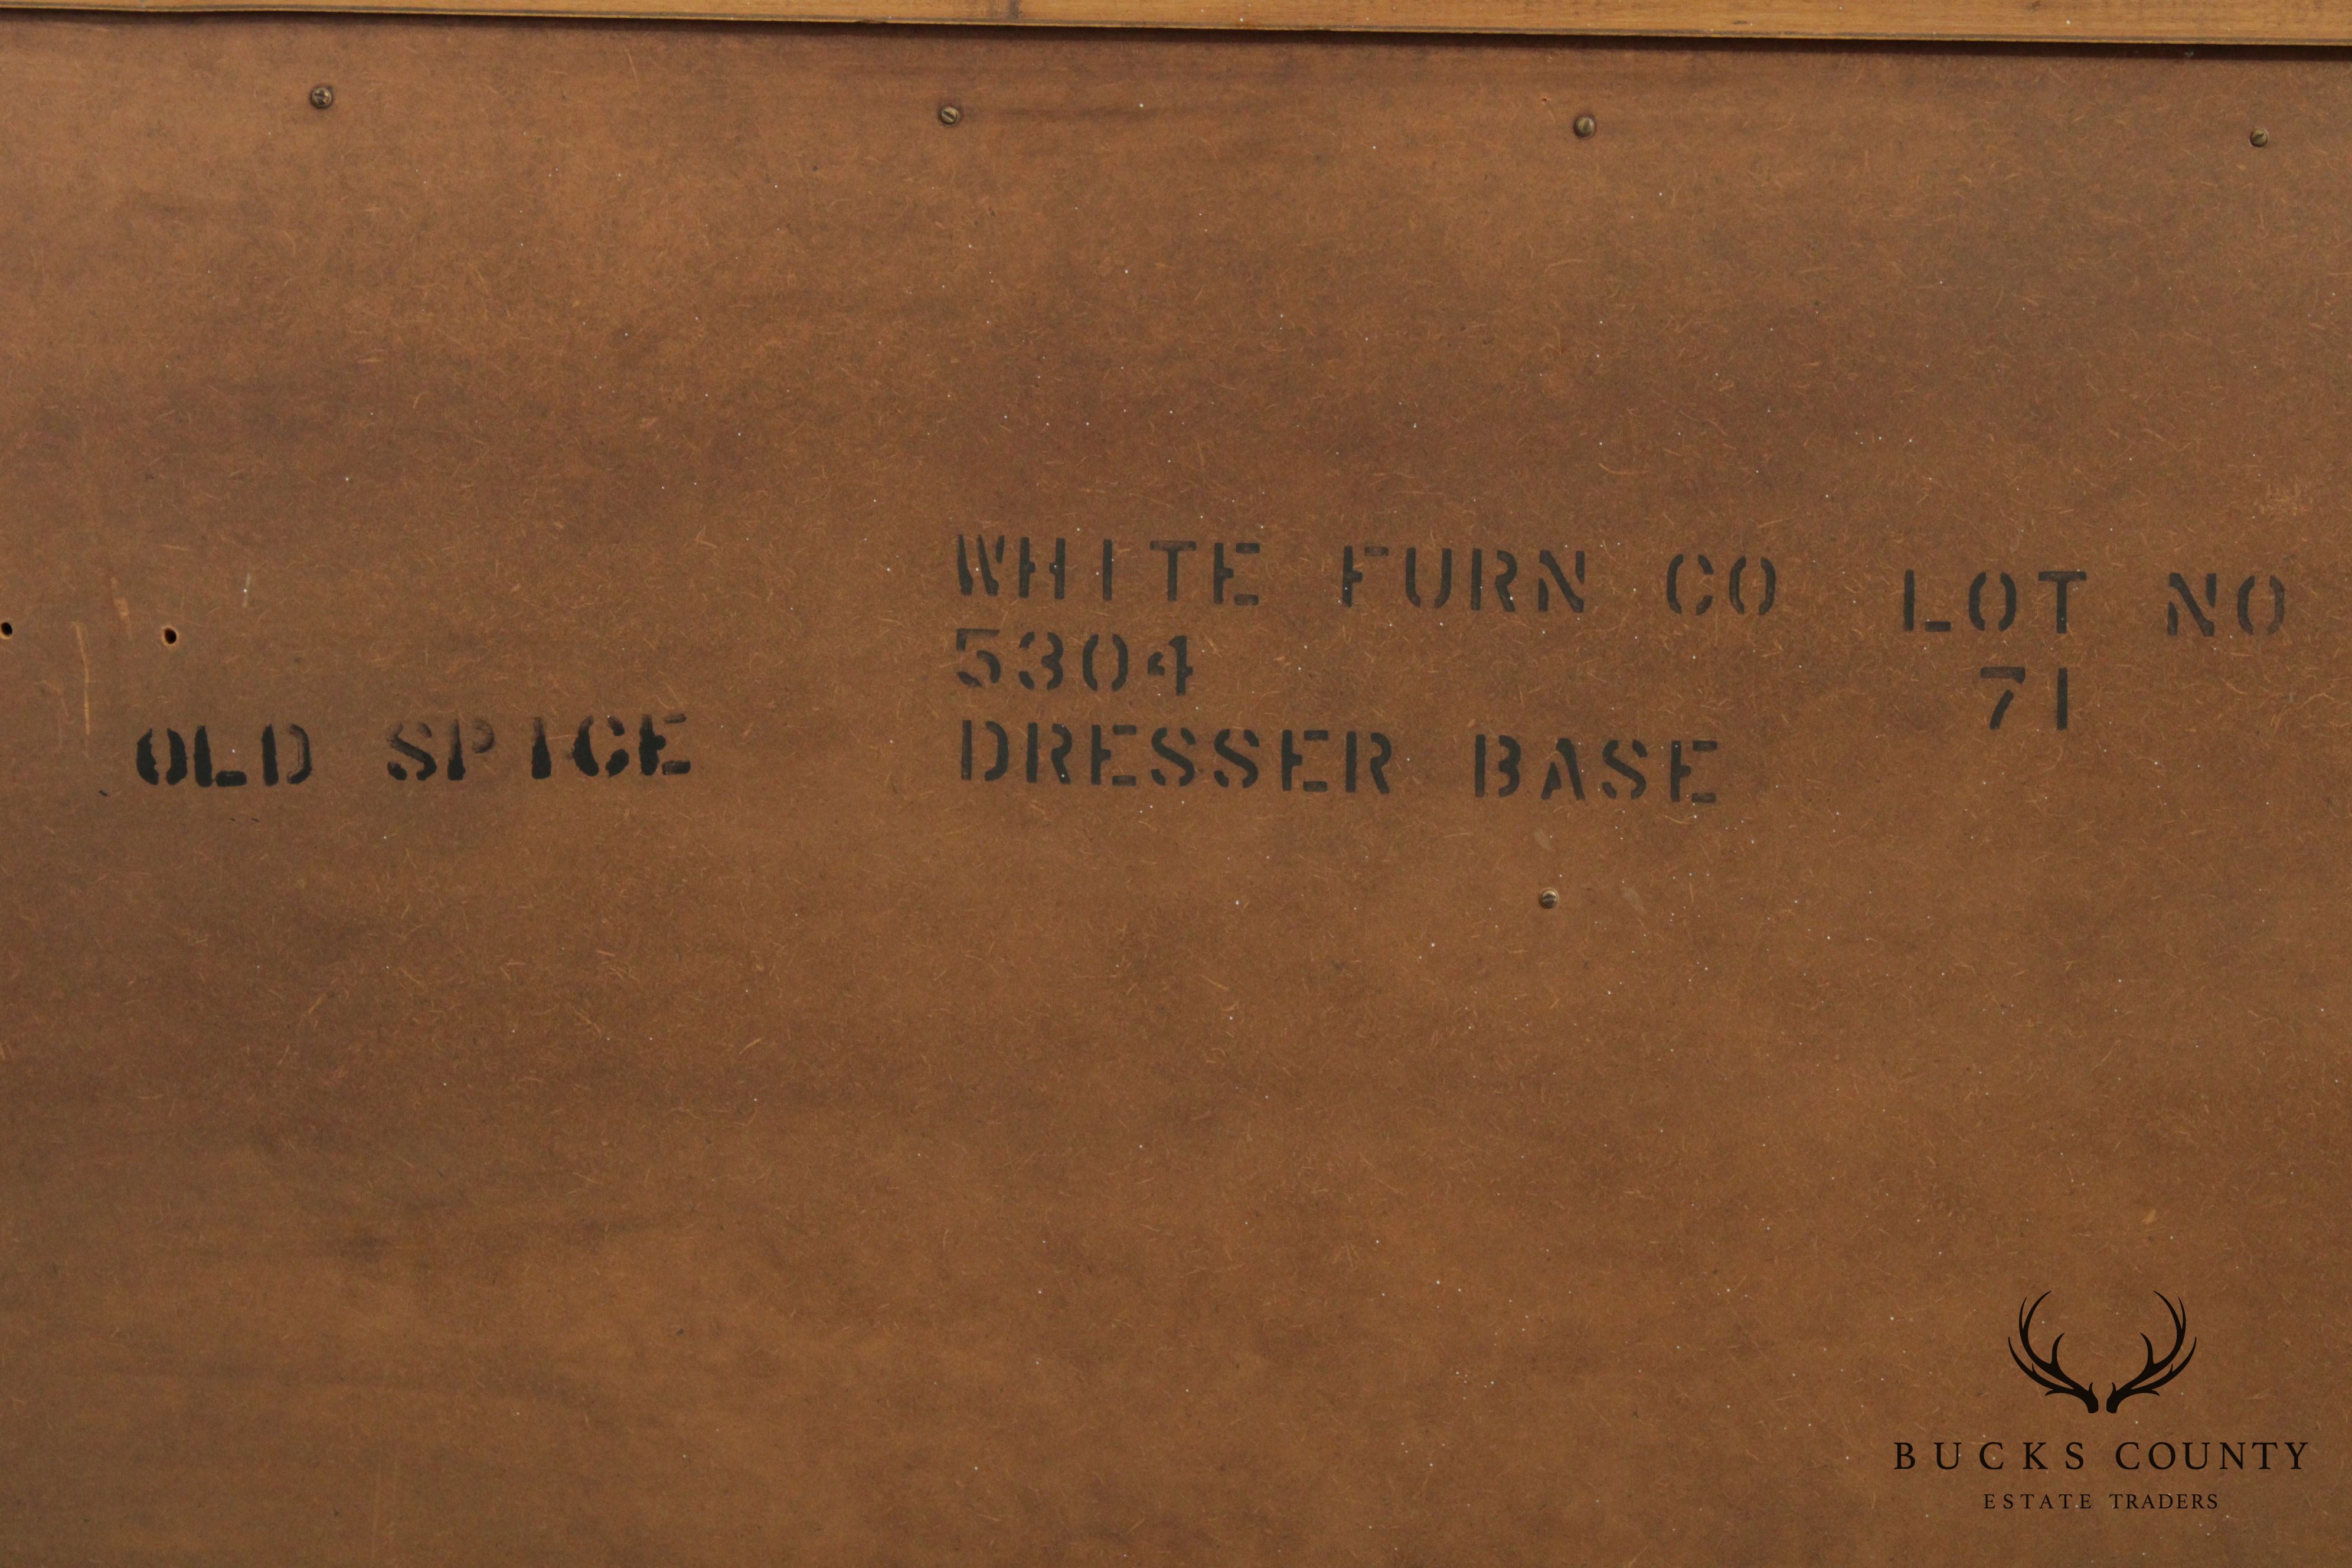 WHITE FURN CO LOT NO
5304 71
OLD SPICE DRESSER BASE
BUCKS COUNTY
ESTATE TRADERS